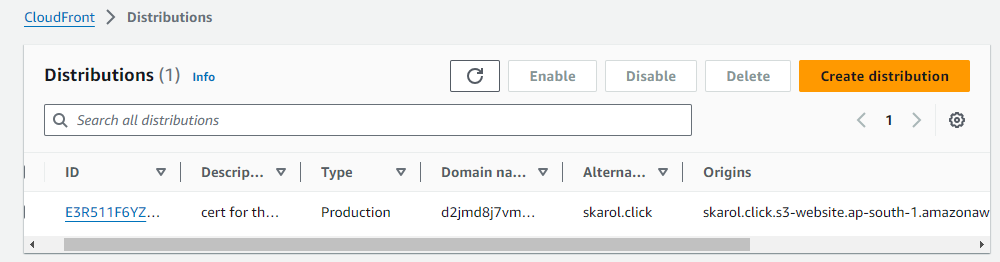 CloudFront > Distributions
Distributions (1) Info Enable Disable Delete Create distribution
Search all distributions 1
ID Descrip... Type Domain na... Alterna... Origins
E3R511F6YZ... cert for th... Production d2jmd8j7vm... skarol.click skarol.click.s3-website.ap-south-1.amazonaw